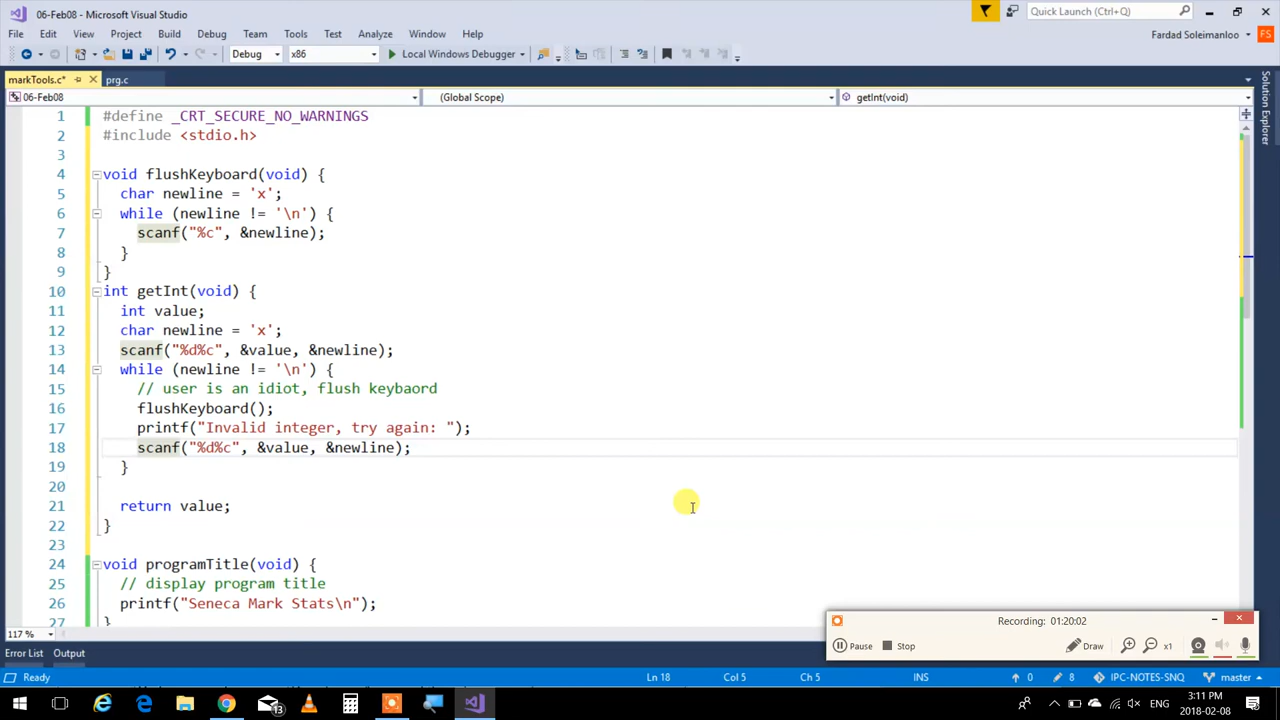 06-Feb08 - Microsoft Visual Studio
Quick Launch (Ctrl+Q)
File Edit View Project Build Debug Team Tools Test Analyze Window Help
Fardad Soleimanloo FS
Debug x86 Local Windows Debugger
markTools.c* prg.c
06-Feb08 (Global Scope) getInt(void)
Solution Explorer
1 #define _CRT_SECURE_NO_WARNINGS
2 #include <stdio.h>
3
4 void flushKeyboard(void) {
5 char newline = 'x';
6 while (newline != '\n') {
7 scanf("%c", &newline);
8 }
9 }
10 int getInt(void) {
11 int value;
12 char newline = 'x';
13 scanf("%d%c", &value, &newline);
14 while (newline != '\n') {
15 // user is an idiot, flush keybaord
16 flushKeyboard();
17 printf("Invalid integer, try again: ");
18 scanf("%d%c", &value, &newline);
19 }
20
21 return value;
22 }
23
24 void programTitle(void) {
25 // display program title
26 printf("Seneca Mark Stats\n");
27 }
117 %
Recording: 01:20:02
Pause Stop Draw x1
Error List Output
Ready Ln 18 Col 5 Ch 5 INS 0 8 IPC-NOTES-SNQ master
13 ENG 3:11 PM
2018-02-08